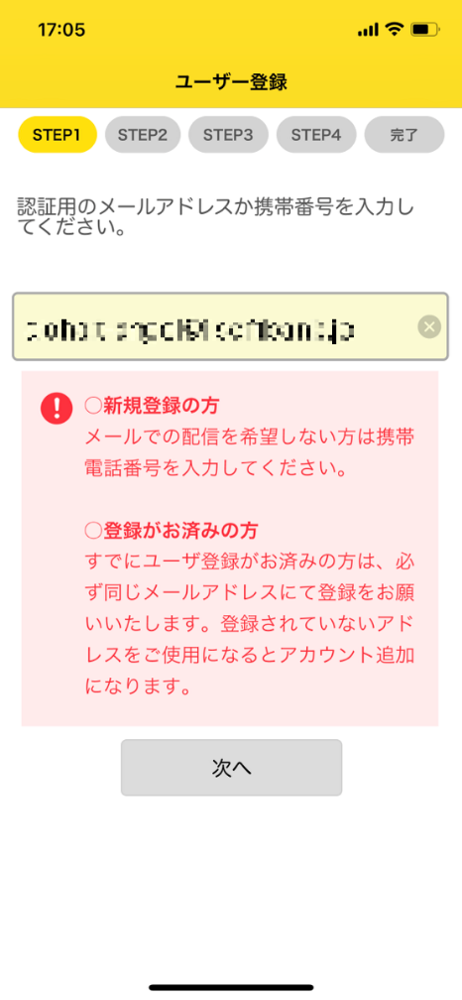 17:05
ユーザー登録
STEP1 STEP2 STEP3 STEP4 完了
認証用のメールアドレスか携帯番号を入力し
てください。
○新規登録の方
メールでの配信を希望しない方は携帯
電話番号を入力してください。
○登録がお済みの方
すでにユーザ登録がお済みの方は、必
ず同じメールアドレスにて登録をお願
いいたします。登録されていないアド
レスをご使用になるとアカウント追加
になります。
次へ